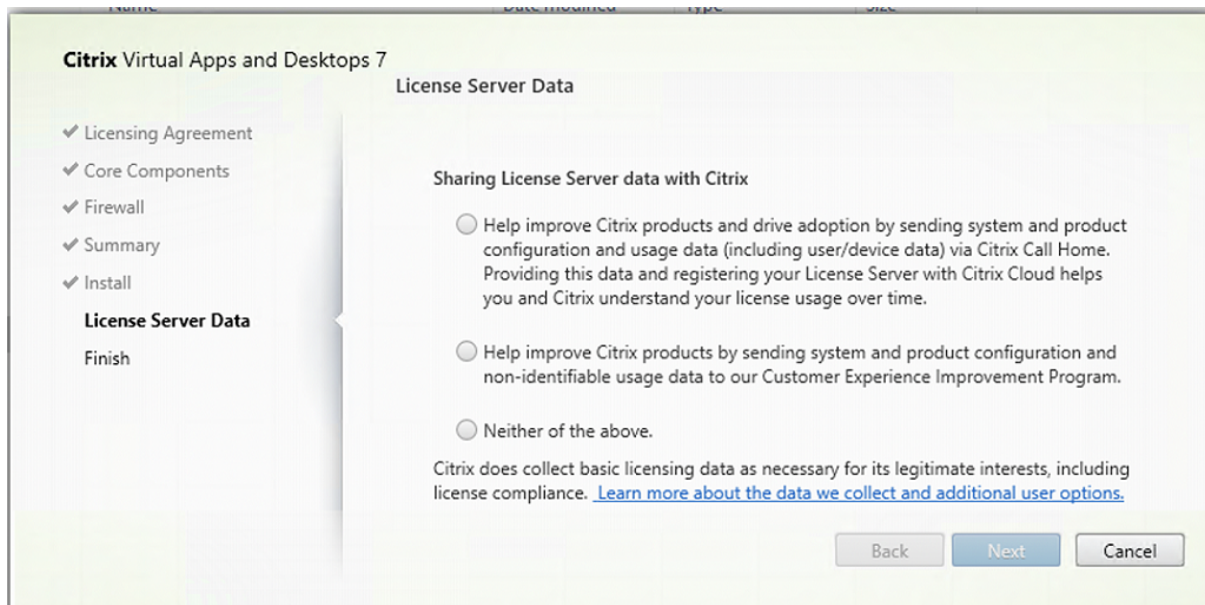 Name Date modified Type Size
Citrix Virtual Apps and Desktops 7
License Server Data
✔ Licensing Agreement
✔ Core Components
✔ Firewall
✔ Summary
✔ Install
License Server Data
Finish
Sharing License Server data with Citrix
Help improve Citrix products and drive adoption by sending system and product
configuration and usage data (including user/device data) via Citrix Call Home.
Providing this data and registering your License Server with Citrix Cloud helps
you and Citrix understand your license usage over time.
Help improve Citrix products by sending system and product configuration and
non-identifiable usage data to our Customer Experience Improvement Program.
Neither of the above.
Citrix does collect basic licensing data as necessary for its legitimate interests, including
license compliance. Learn more about the data we collect and additional user options.
Back Next Cancel